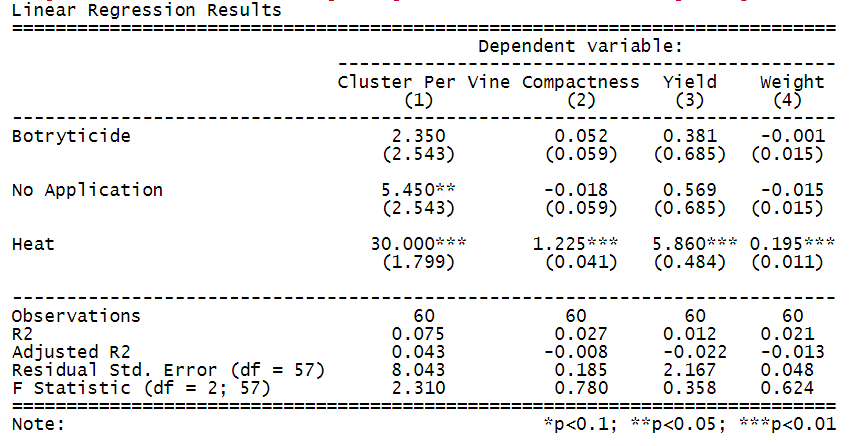 Linear Regression Results
================================================================================
Dependent variable:
------------------------------------------------
Cluster Per Vine Compactness Yield Weight
(1) (2) (3) (4)
--------------------------------------------------------------------------------
Botryticide 2.350 0.052 0.381 -0.001
(2.543) (0.059) (0.685) (0.015)
No Application 5.450** -0.018 0.569 -0.015
(2.543) (0.059) (0.685) (0.015)
Heat 30.000*** 1.225*** 5.860*** 0.195***
(1.799) (0.041) (0.484) (0.011)
--------------------------------------------------------------------------------
Observations 60 60 60 60
R2 0.075 0.027 0.012 0.021
Adjusted R2 0.043 -0.008 -0.022 -0.013
Residual Std. Error (df = 57) 8.043 0.185 2.167 0.048
F Statistic (df = 2; 57) 2.310 0.780 0.358 0.624
================================================================================
Note: *p<0.1; **p<0.05; ***p<0.01